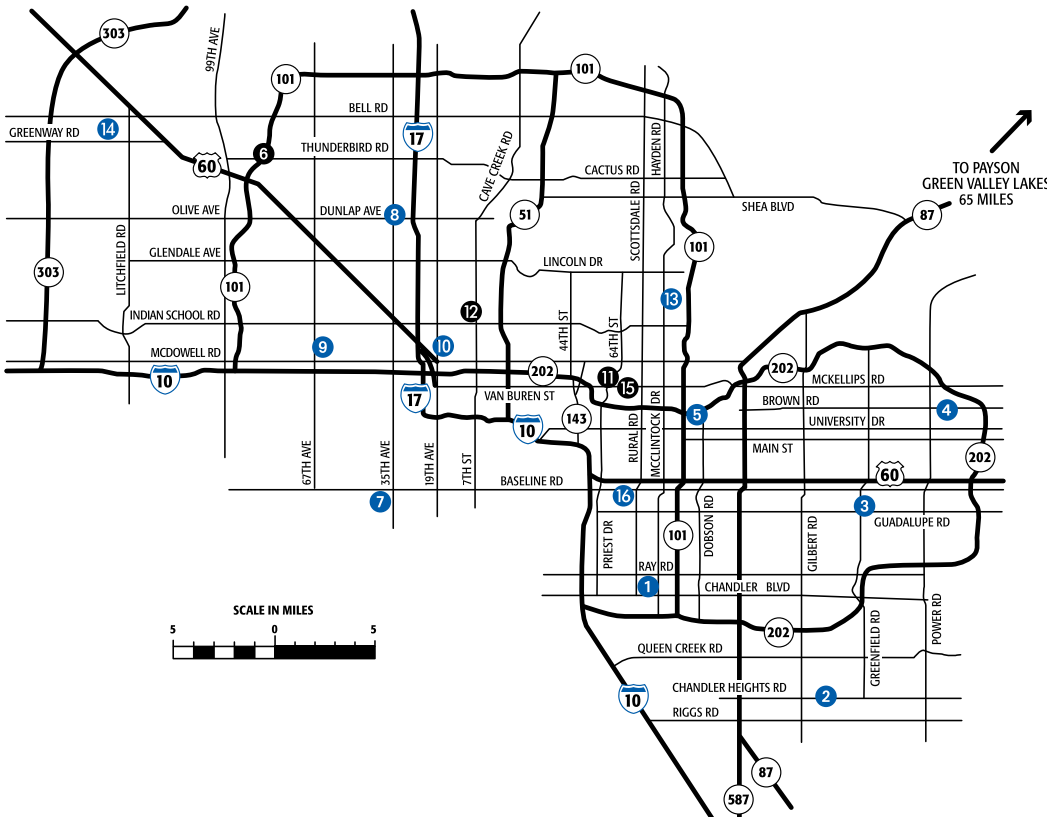 303
99TH AVE
101
101
BELL RD
HAYDEN RD
GREENWAY RD
14
17
CAVE CREEK RD
THUNDERBIRD RD
6
60
CACTUS RD
TO PAYSON
GREEN VALLEY LAKES
65 MILES
SCOTTSDALE RD
OLIVE AVE
DUNLAP AVE
8
51
SHEA BLVD
87
LITCHFIELD RD
GLENDALE AVE
LINCOLN DR
101
303
101
13
INDIAN SCHOOL RD
12
44TH ST
64TH ST
MCDOWELL RD
9
10
10
202
202
MCKELLIPS RD
11
15
17
VAN BUREN ST
BROWN RD
4
143
5
UNIVERSITY DR
10
RURAL RD
MCCLINTOCK DR
MAIN ST
202
67TH AVE
35TH AVE
19TH AVE
7TH ST
BASELINE RD
60
7
16
3
GUADALUPE RD
PRIEST DR
101
DOBSON RD
GILBERT RD
RAY RD
1
CHANDLER BLVD
SCALE IN MILES
5
0
5
202
GREENFIELD RD
POWER RD
QUEEN CREEK RD
10
CHANDLER HEIGHTS RD
2
RIGGS RD
87
587